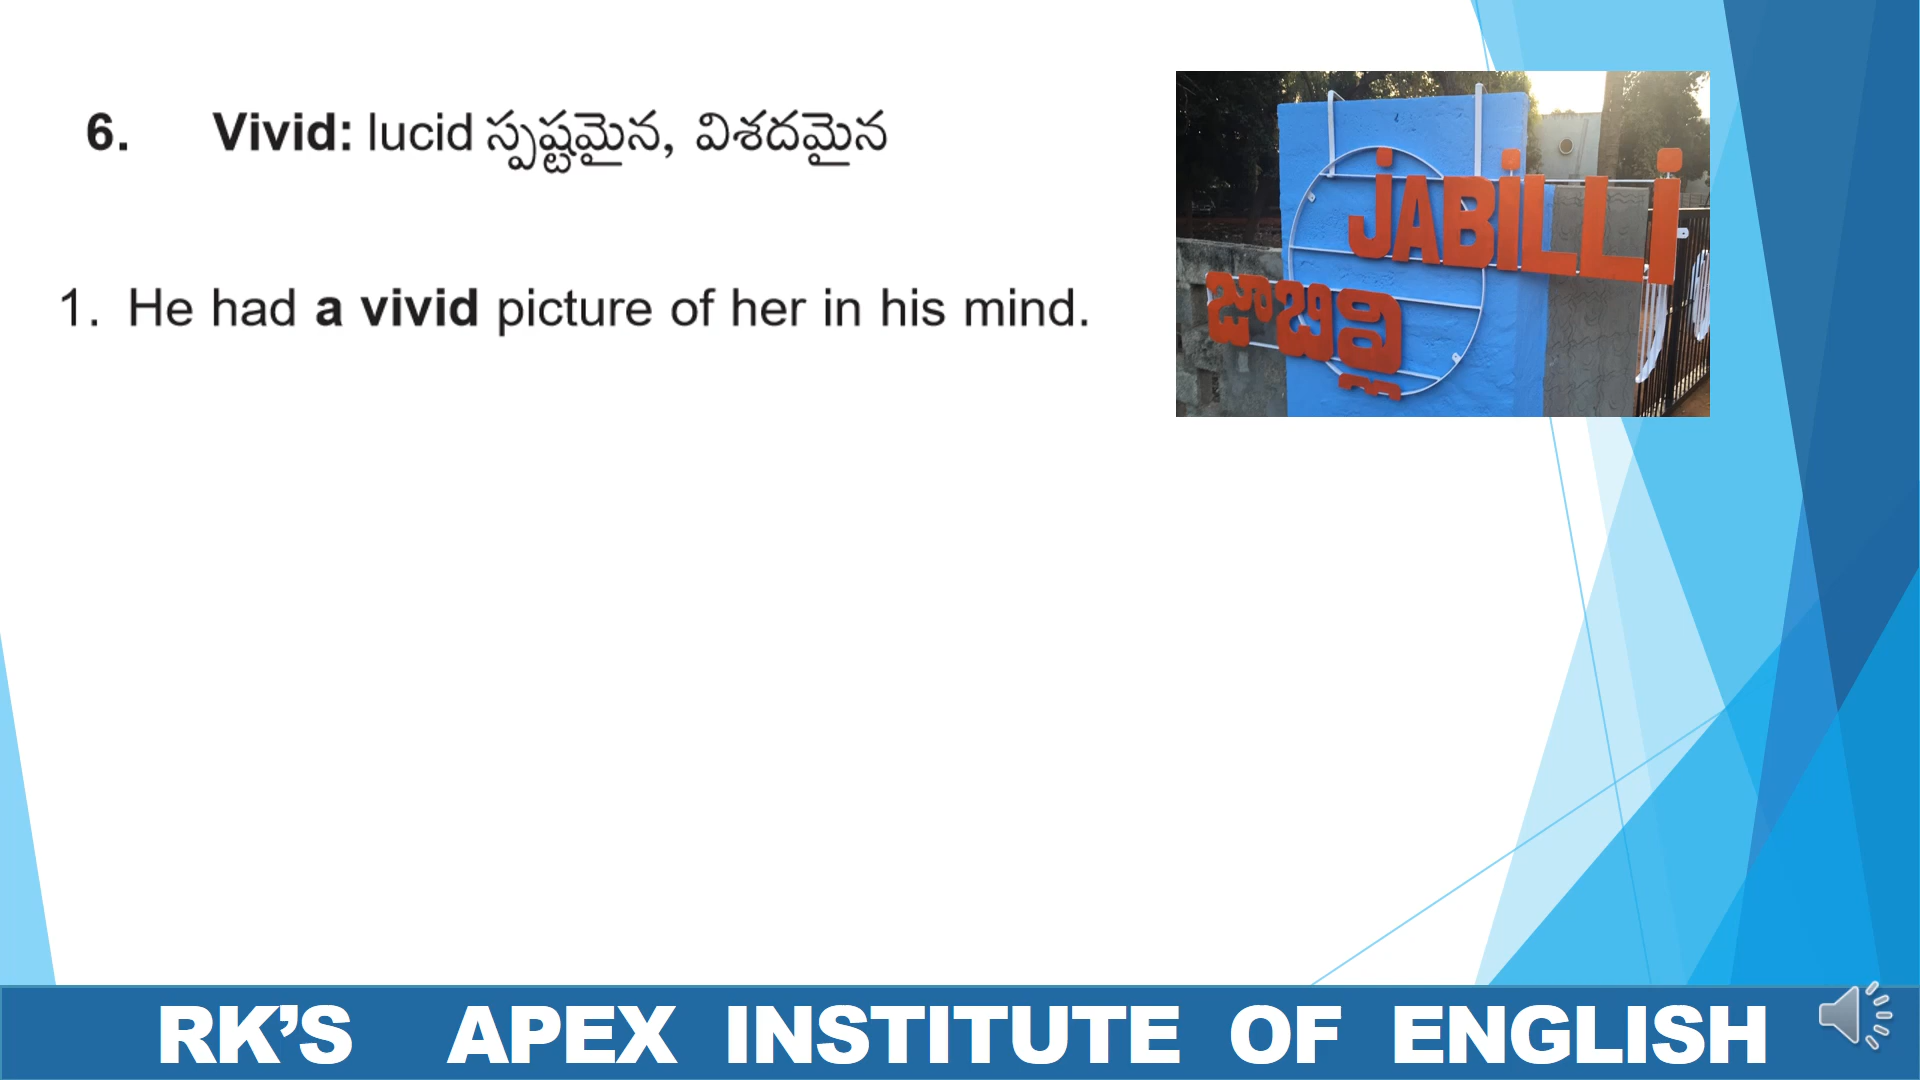 6. Vivid: lucid స్పష్టమైన, విశదమైన
1. He had a vivid picture of her in his mind.
JABILLI
జాబిల్లి
RK’S APEX INSTITUTE OF ENGLISH